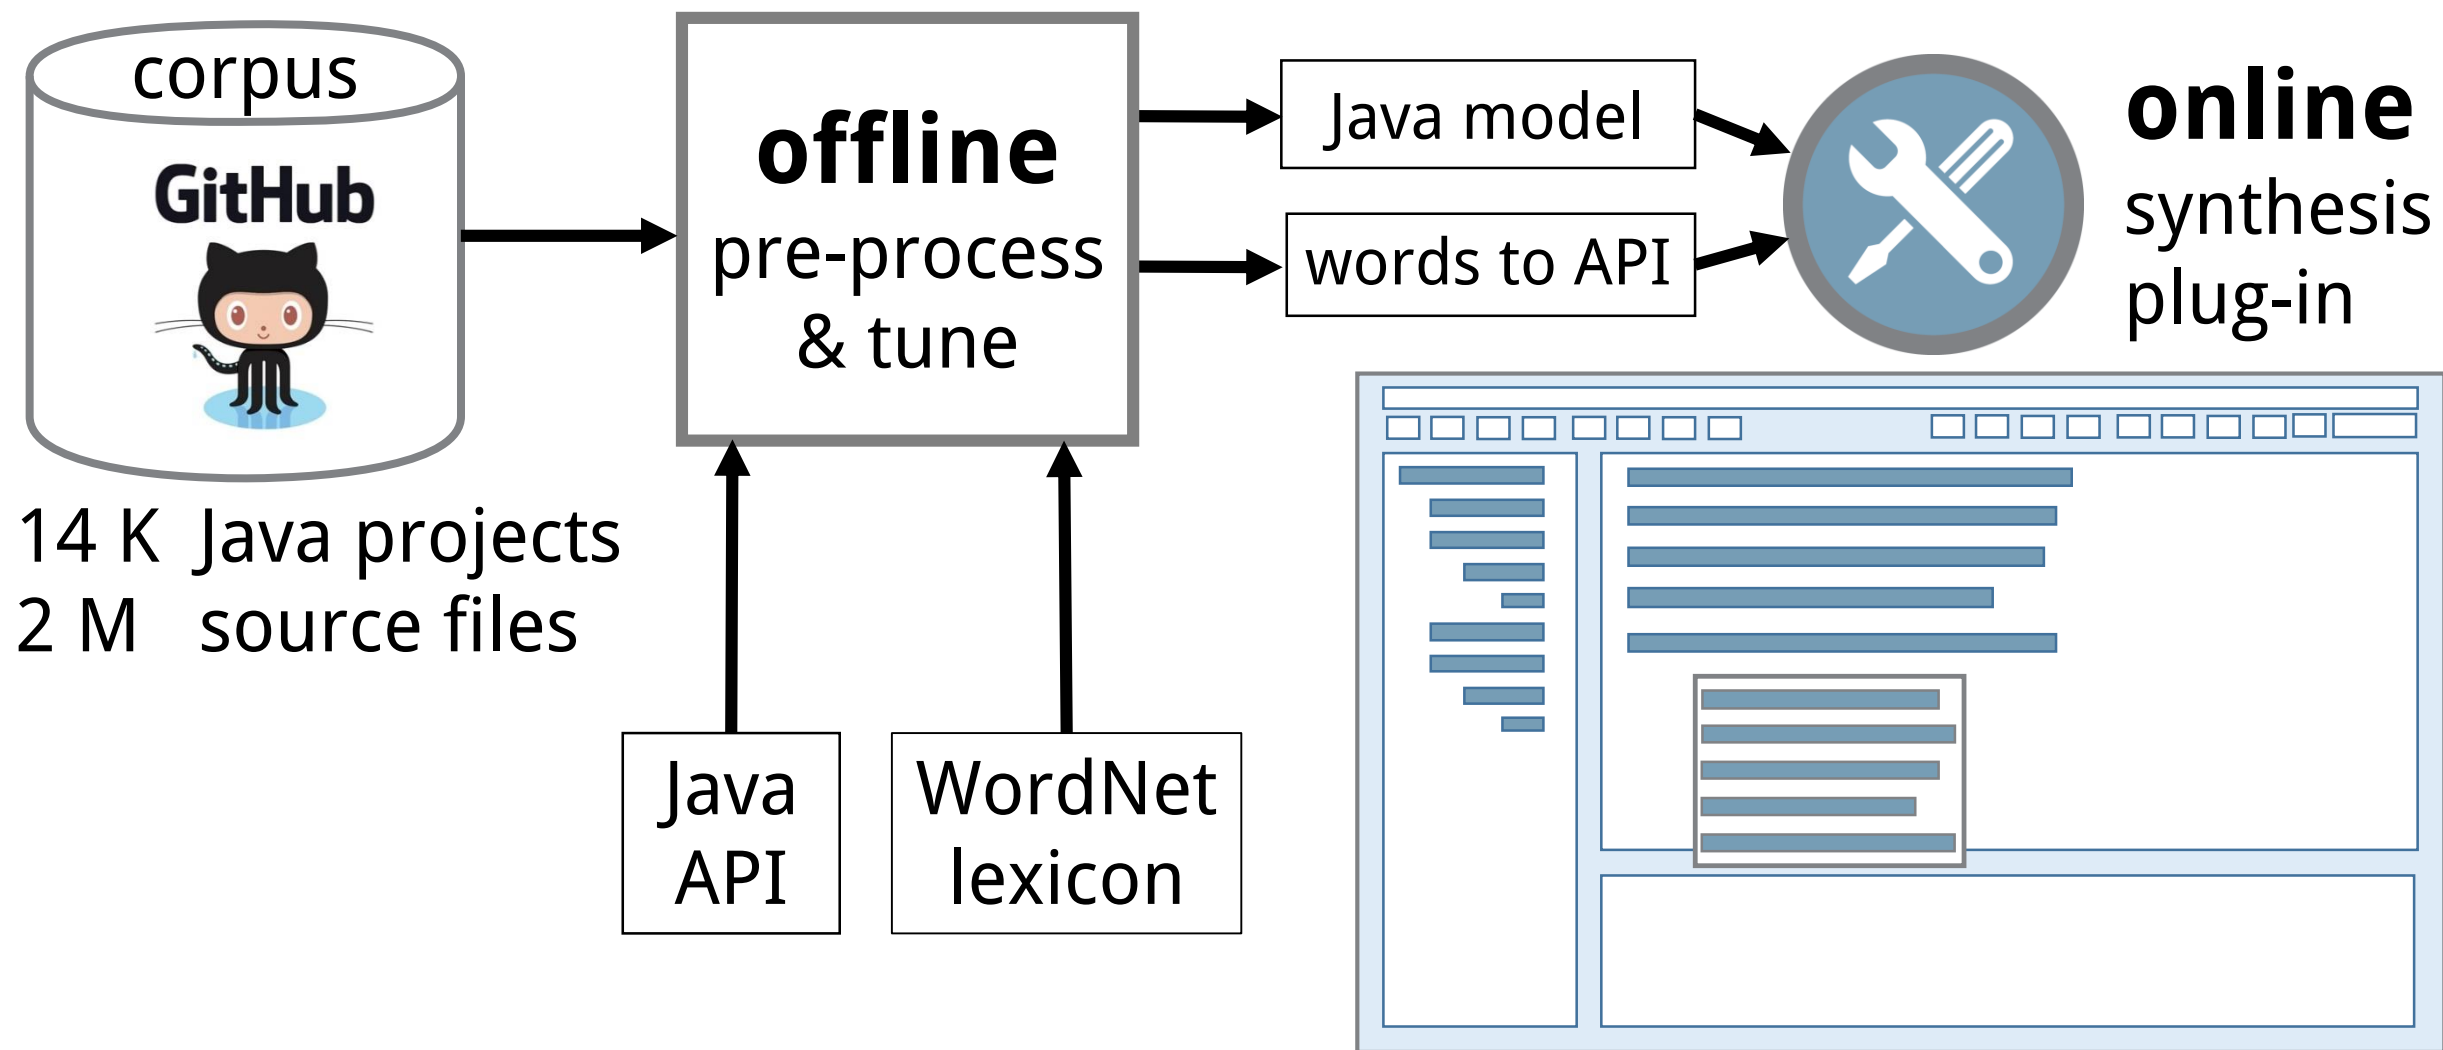 corpus
GitHub
14 K Java projects
2 M source files
offline
pre-process
& tune
Java
API
WordNet
lexicon
Java model
words to API
online
synthesis
plug-in